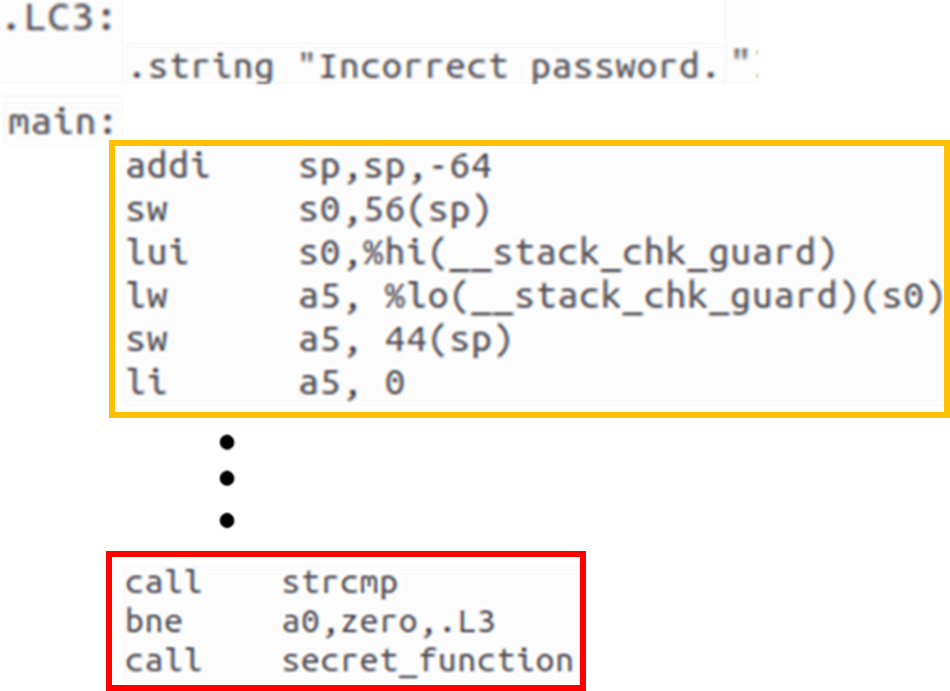 .LC3:
.string "Incorrect password."
main:
addi sp,sp,-64
sw s0,56(sp)
lui s0,%hi(__stack_chk_guard)
lw a5, %lo(__stack_chk_guard)(s0)
sw a5, 44(sp)
li a5, 0
call strcmp
bne a0,zero,.L3
call secret_function